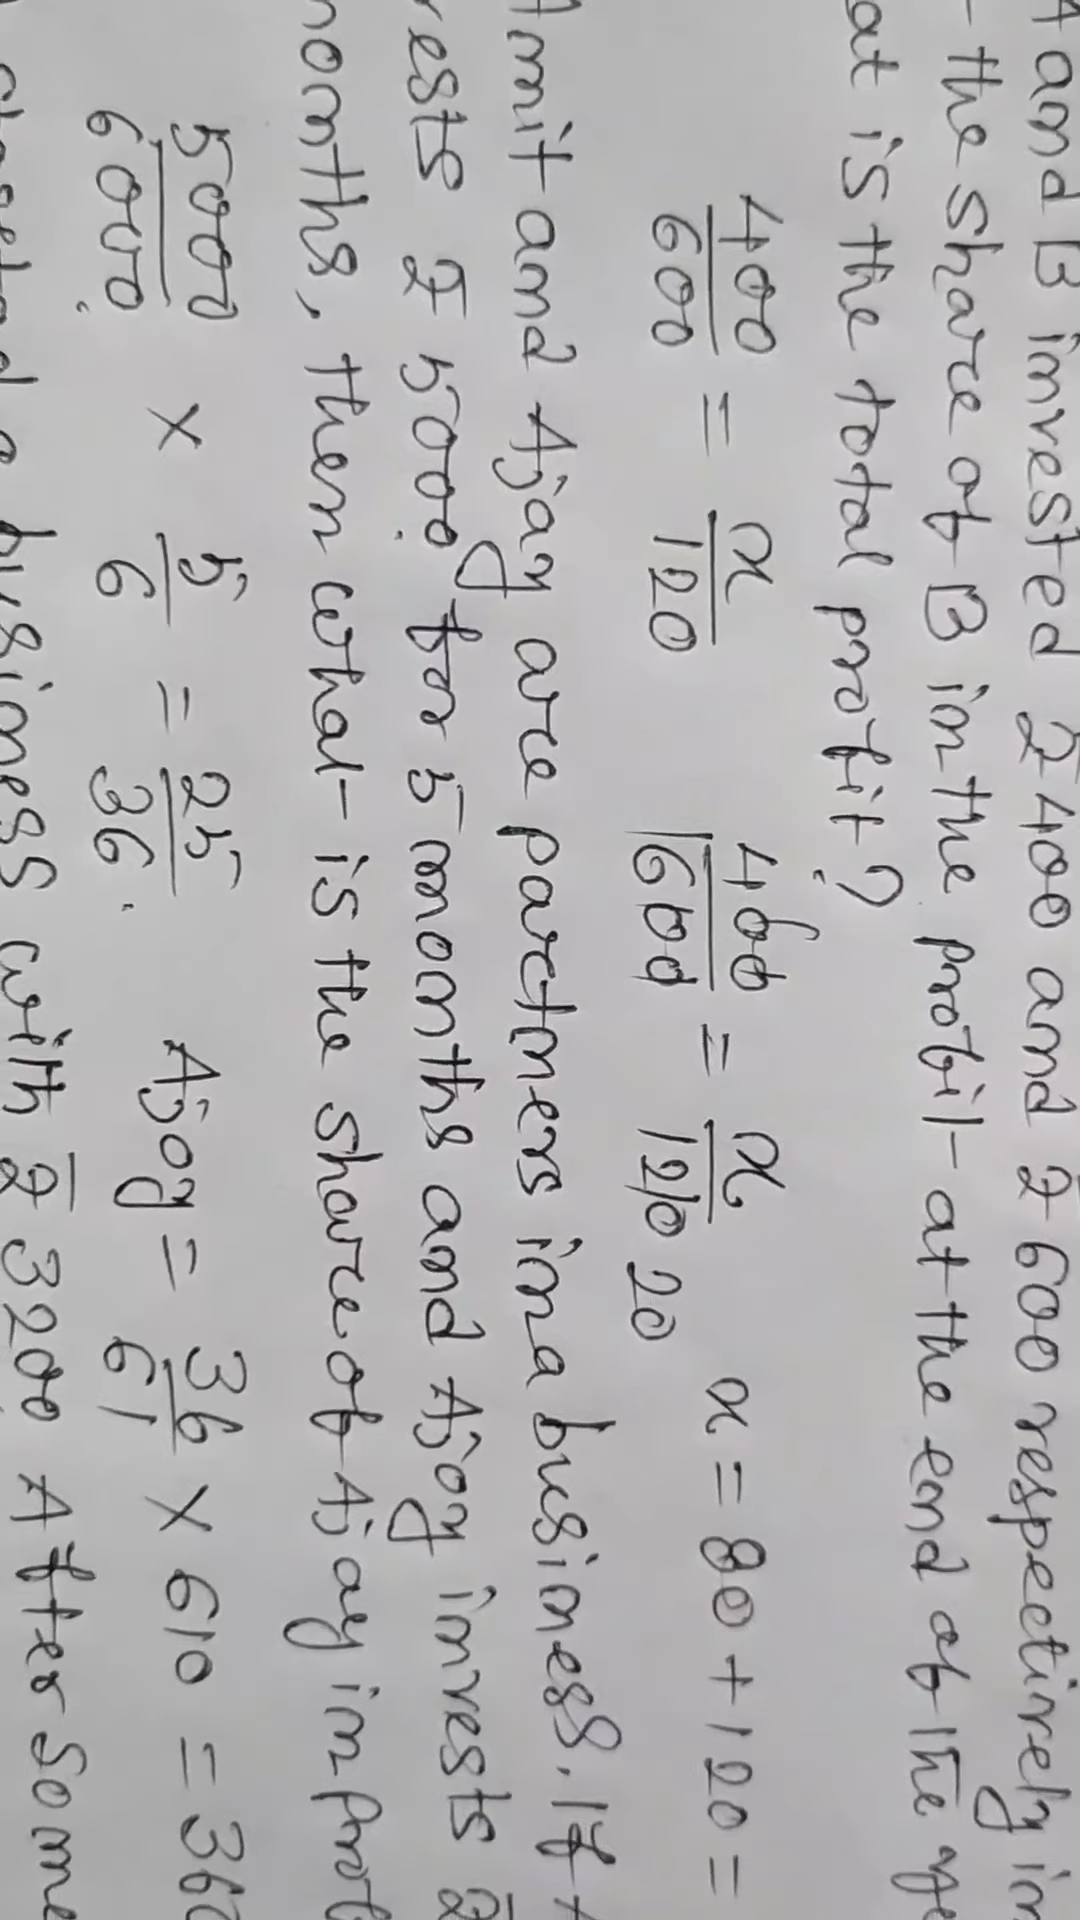 and B invested ₹ 400 and ₹ 600 respectively in
- the share of B in the profit at the end of the ye
at is the total profit?
400/600 = x/120 400/600 = x/120 20 x = 80 + 120 =
Amit and Ajay are partners in a business. If A
rests ₹ 5000 for 5 months and Ajay invests ₹
months, then what is the share of Ajay in Prof
5000/6000 × 5/6 = 25/36. Ajay = 36/61 × 610 = 360
started a business with ₹ 3200 After Some